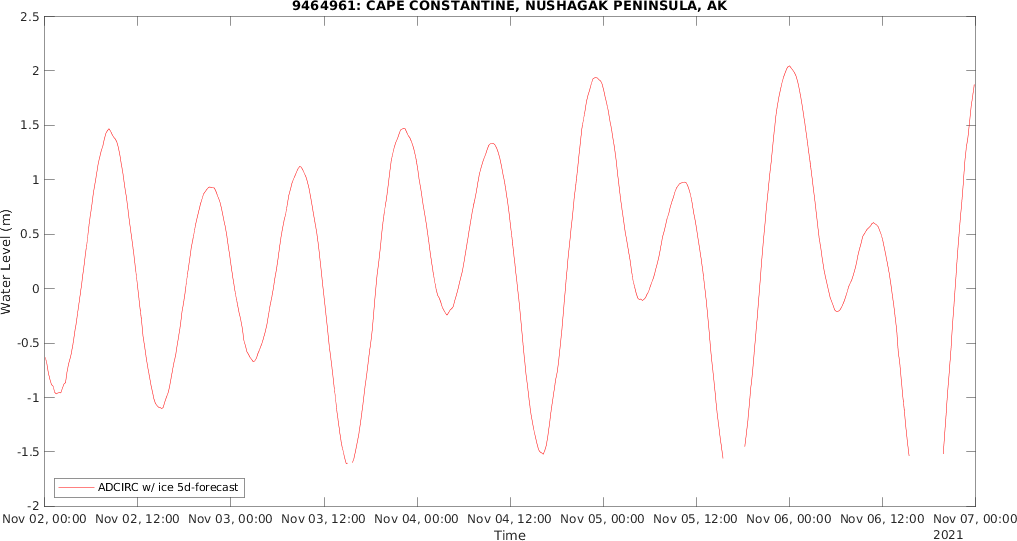 9464961: CAPE CONSTANTINE, NUSHAGAK PENINSULA, AK
2.5
2
1.5
1
0.5
0
-0.5
-1
-1.5
-2
Water Level (m)
ADCIRC w/ ice 5d-forecast
Nov 02, 00:00 Nov 02, 12:00 Nov 03, 00:00 Nov 03, 12:00 Nov 04, 00:00 Nov 04, 12:00 Nov 05, 00:00 Nov 05, 12:00 Nov 06, 00:00 Nov 06, 12:00 Nov 07, 00:00
Time
2021